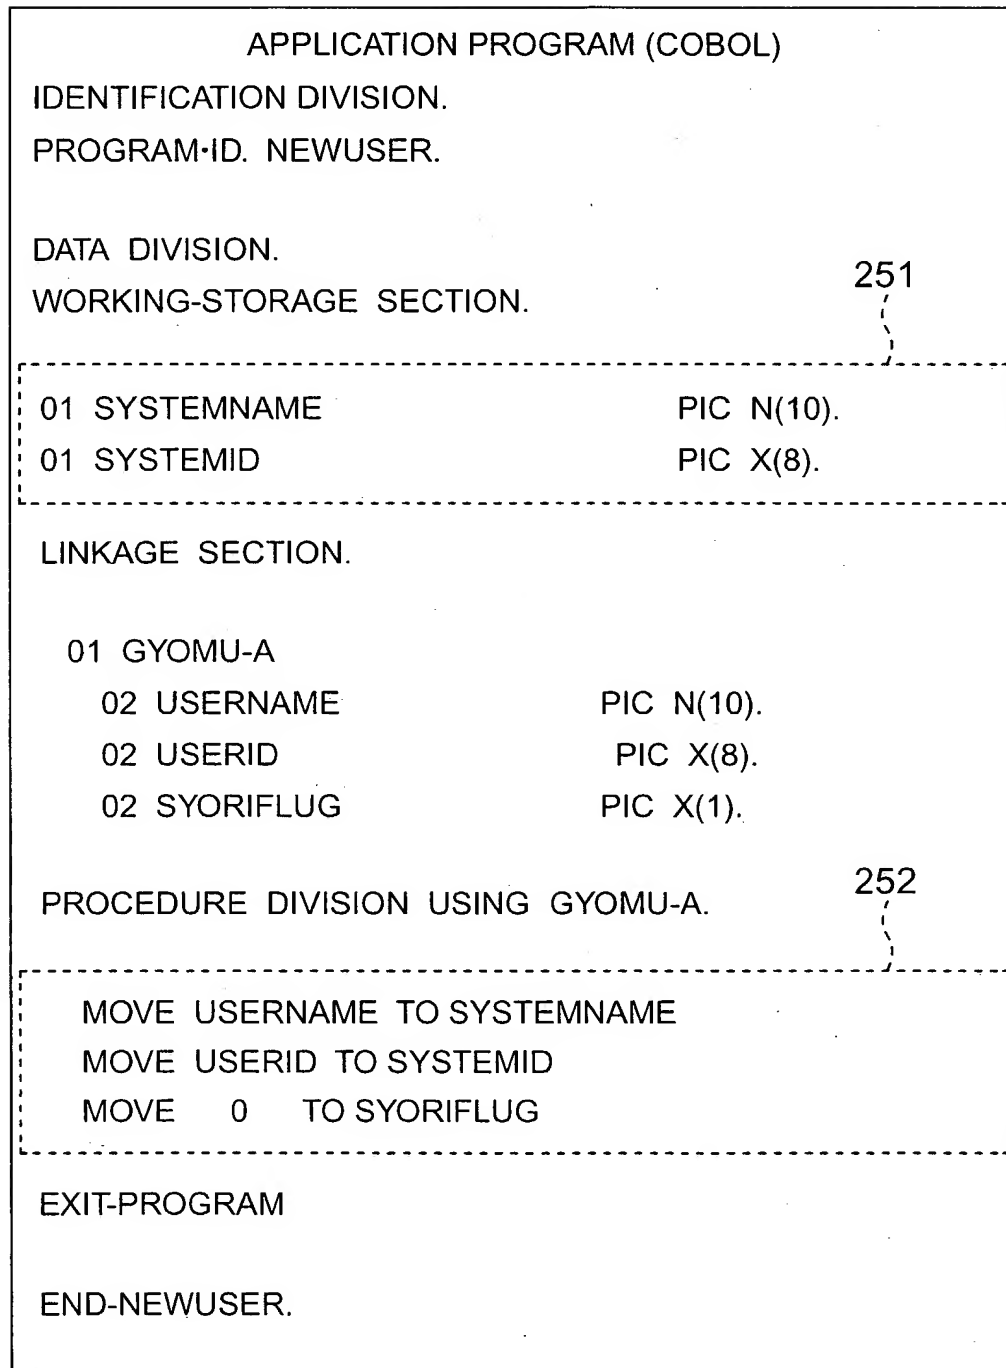 APPLICATION PROGRAM (COBOL)
IDENTIFICATION DIVISION.
PROGRAM·ID. NEWUSER.
DATA DIVISION.
251
WORKING-STORAGE SECTION.
01 SYSTEMNAME PIC N(10).
01 SYSTEMID PIC X(8).
LINKAGE SECTION.
01 GYOMU-A
02 USERNAME PIC N(10).
02 USERID PIC X(8).
02 SYORIFLUG PIC X(1).
252
PROCEDURE DIVISION USING GYOMU-A.
MOVE USERNAME TO SYSTEMNAME
MOVE USERID TO SYSTEMID
MOVE 0 TO SYORIFLUG
EXIT-PROGRAM
END-NEWUSER.